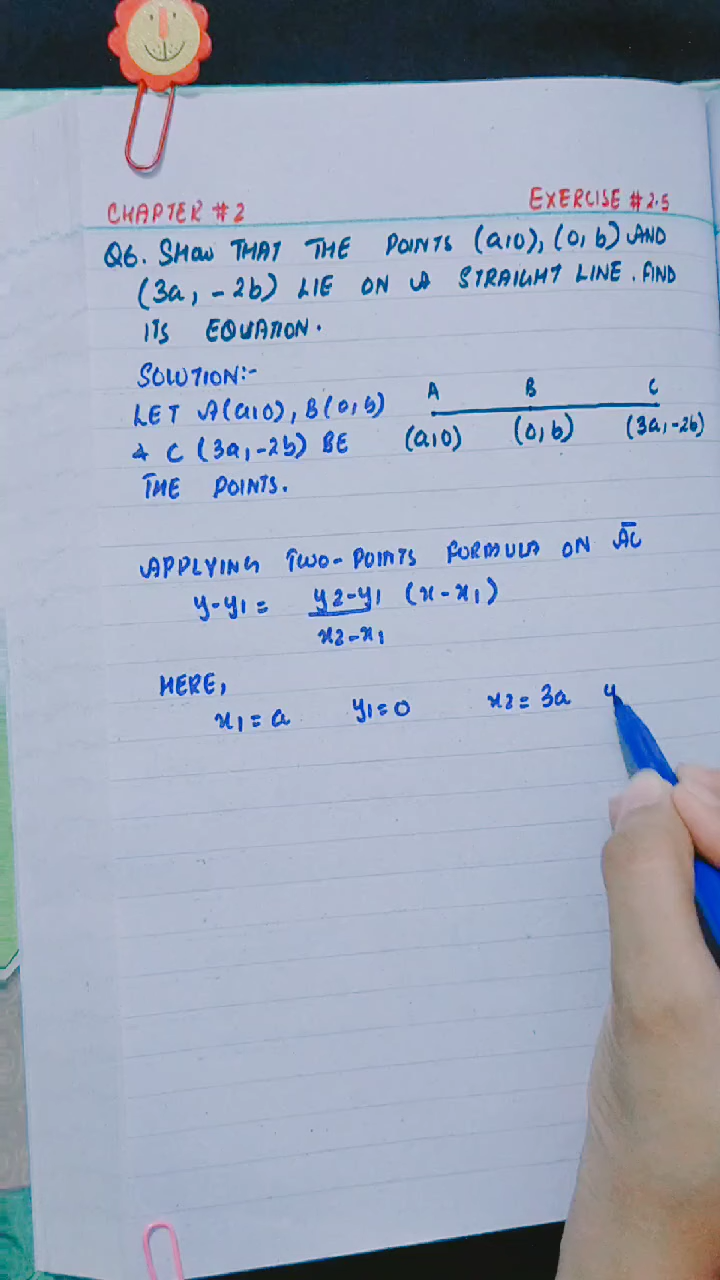 CHAPTER #2 EXERCISE #2.5
Q6. SHOW THAT THE POINTS (a,0), (0, b) AND
(3a, -2b) LIE ON A STRAIGHT LINE. FIND
ITS EQUATION.
SOLUTION:-
LET A(a,0), B(0,b)
& C (3a,-2b) BE
THE POINTS.
A B C
(a,0) (0,b) (3a,-2b)
APPLYING TWO-POINTS FORMULA ON A̅C̅
y-y1 = y2-y1 (x-x1)
x2-x1
HERE,
x1 = a y1=0 x2 = 3a y